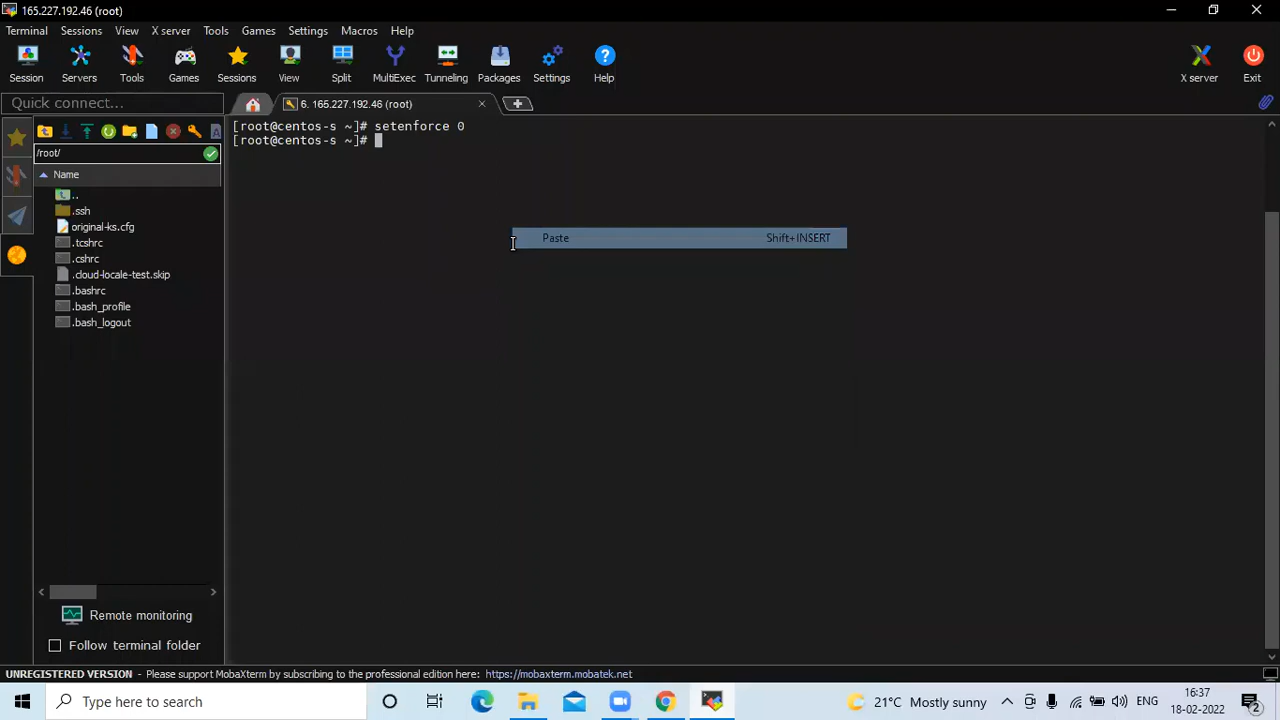 165.227.192.46 (root)
Terminal Sessions View X server Tools Games Settings Macros Help
Session Servers Tools Games Sessions View Split MultiExec Tunneling Packages Settings Help X server Exit
Quick connect...
6. 165.227.192.46 (root)
/root/
Name
..
.ssh
original-ks.cfg
.tcshrc
.cshrc
.cloud-locale-test.skip
.bashrc
.bash_profile
.bash_logout
Remote monitoring
Follow terminal folder
[root@centos-s ~]# setenforce 0
[root@centos-s ~]#
Paste Shift+INSERT
UNREGISTERED VERSION - Please support MobaXterm by subscribing to the professional edition here: https://mobaxterm.mobatek.net
Type here to search
21°C Mostly sunny
ENG
16:37
18-02-2022
2